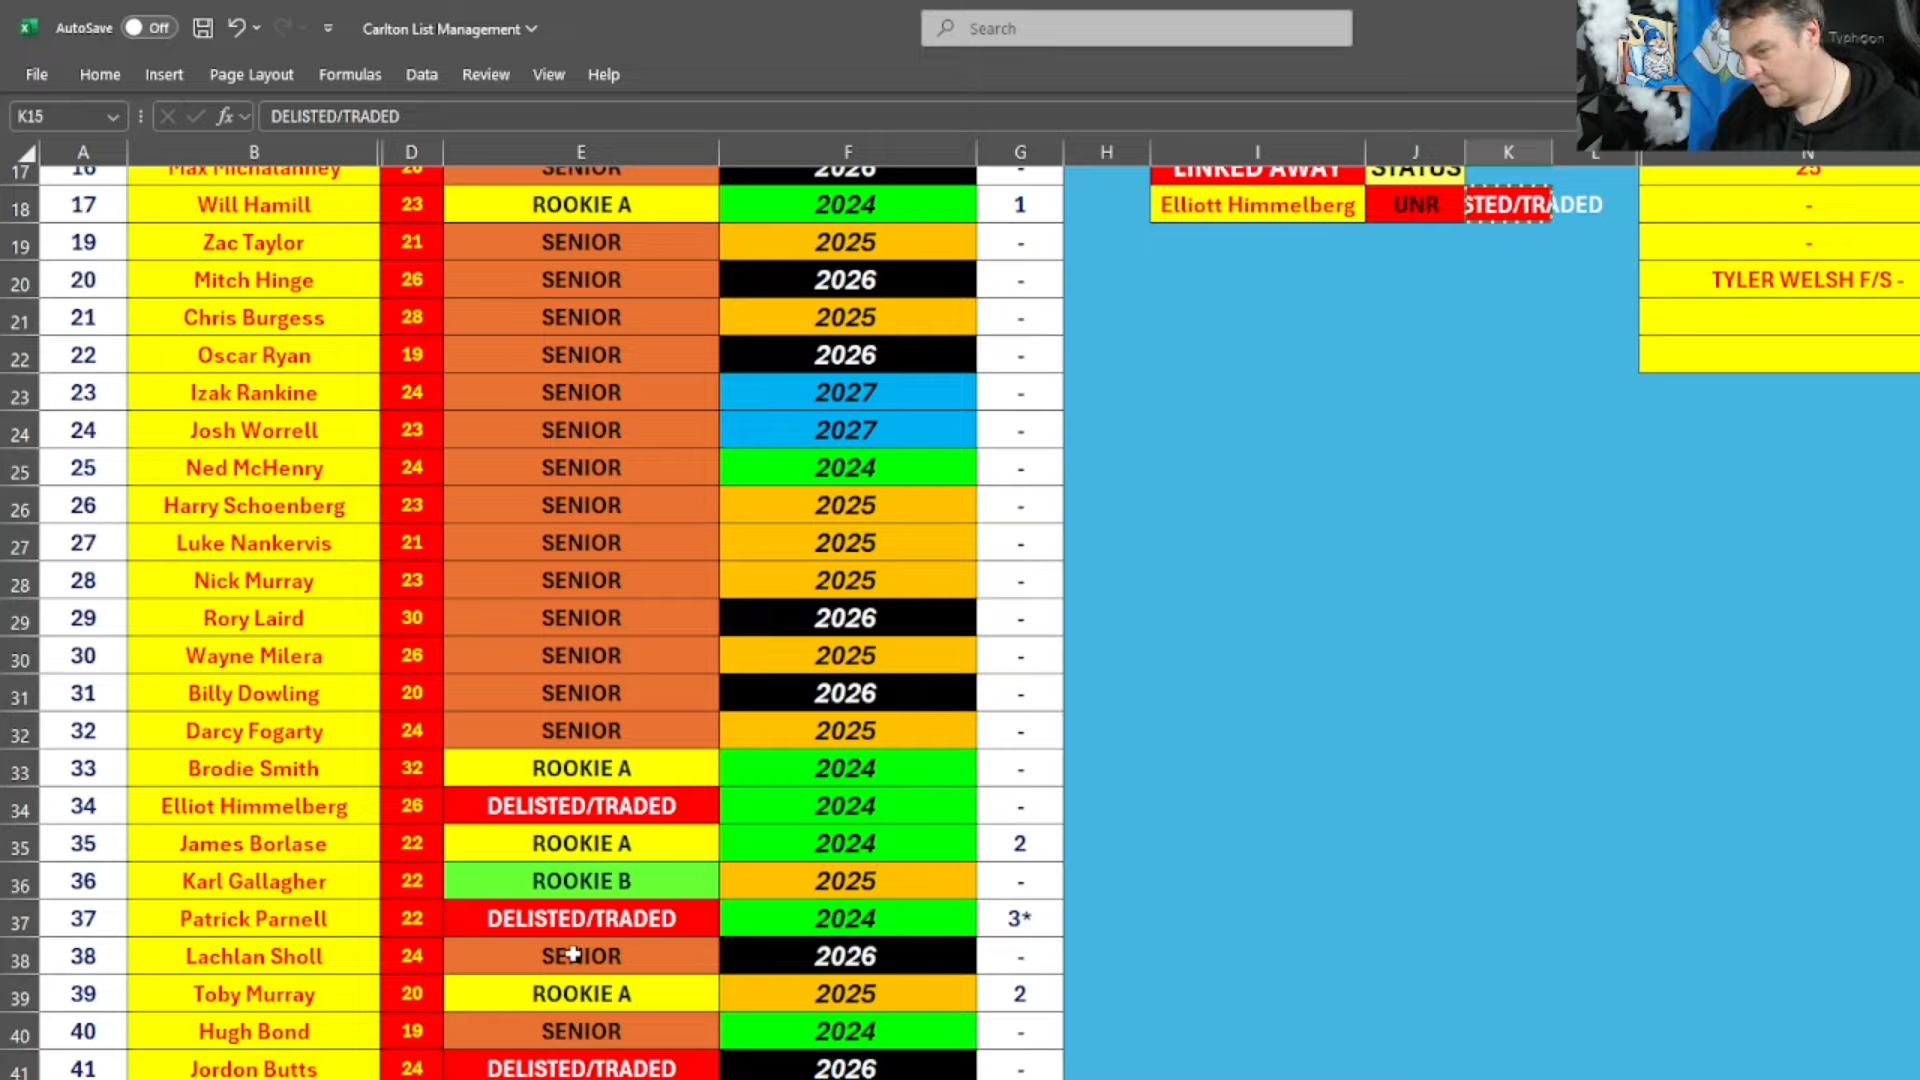 AutoSave Off Carlton List Management Search
Typhoon
File Home Insert Page Layout Formulas Data Review View Help
K15 fx DELISTED/TRADED
A B D E F G H I J K L N
17 16 Max Michalanney 20 SENIOR 2026 - LINKED AWAY STATUS 25
18 17 Will Hamill 23 ROOKIE A 2024 1 Elliott Himmelberg UNR STED/TRADED -
19 19 Zac Taylor 21 SENIOR 2025 - -
20 20 Mitch Hinge 26 SENIOR 2026 - TYLER WELSH F/S -
21 21 Chris Burgess 28 SENIOR 2025 -
22 22 Oscar Ryan 19 SENIOR 2026 -
23 23 Izak Rankine 24 SENIOR 2027 -
24 24 Josh Worrell 23 SENIOR 2027 -
25 25 Ned McHenry 24 SENIOR 2024 -
26 26 Harry Schoenberg 23 SENIOR 2025 -
27 27 Luke Nankervis 21 SENIOR 2025 -
28 28 Nick Murray 23 SENIOR 2025 -
29 29 Rory Laird 30 SENIOR 2026 -
30 30 Wayne Milera 26 SENIOR 2025 -
31 31 Billy Dowling 20 SENIOR 2026 -
32 32 Darcy Fogarty 24 SENIOR 2025 -
33 33 Brodie Smith 32 ROOKIE A 2024 -
34 34 Elliot Himmelberg 26 DELISTED/TRADED 2024 -
35 35 James Borlase 22 ROOKIE A 2024 2
36 36 Karl Gallagher 22 ROOKIE B 2025 -
37 37 Patrick Parnell 22 DELISTED/TRADED 2024 3*
38 38 Lachlan Sholl 24 SENIOR 2026 -
39 39 Toby Murray 20 ROOKIE A 2025 2
40 40 Hugh Bond 19 SENIOR 2024 -
41 41 Jordon Butts 24 DELISTED/TRADED 2026 -